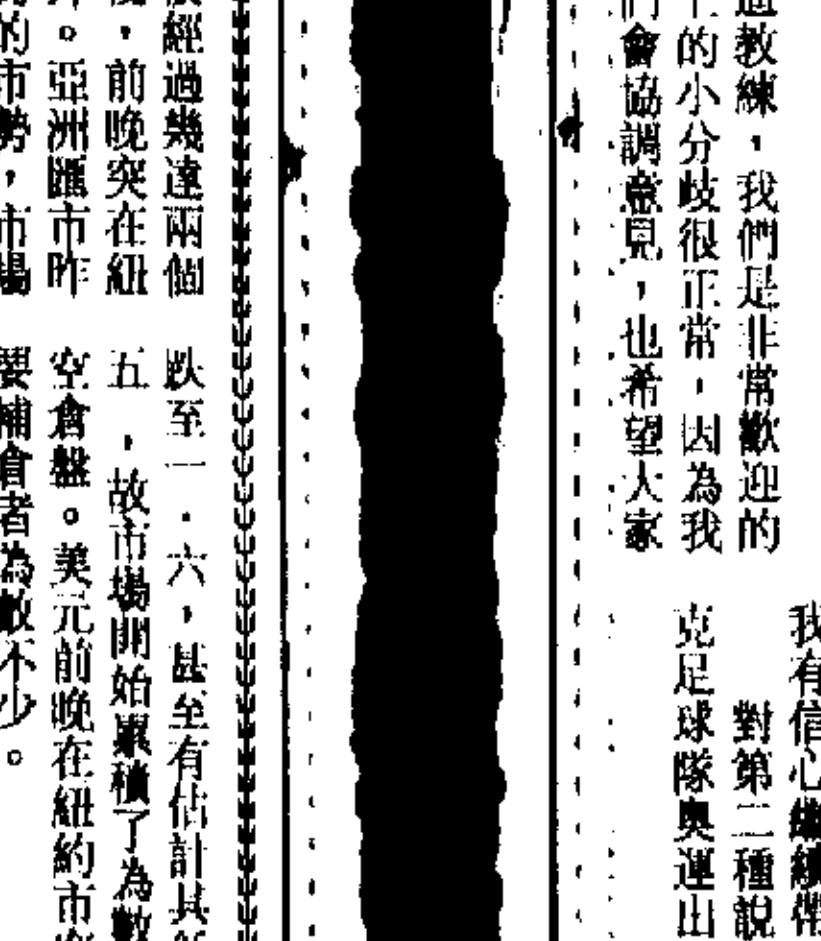 教練，我們是非常歡迎的
的小分歧很正常，因為我
們會協調意見，也希望大家
我有信心繼續帶
對第二種說
克足球隊奧運出
經過幾達兩個
，前晚突在紐
。亞洲匯市昨
的市勢，市場
跌至一．六，甚至有估計其
五，故市場開始累積了為數
空倉盤。美元前晚在紐約市
要補倉者為數不少。